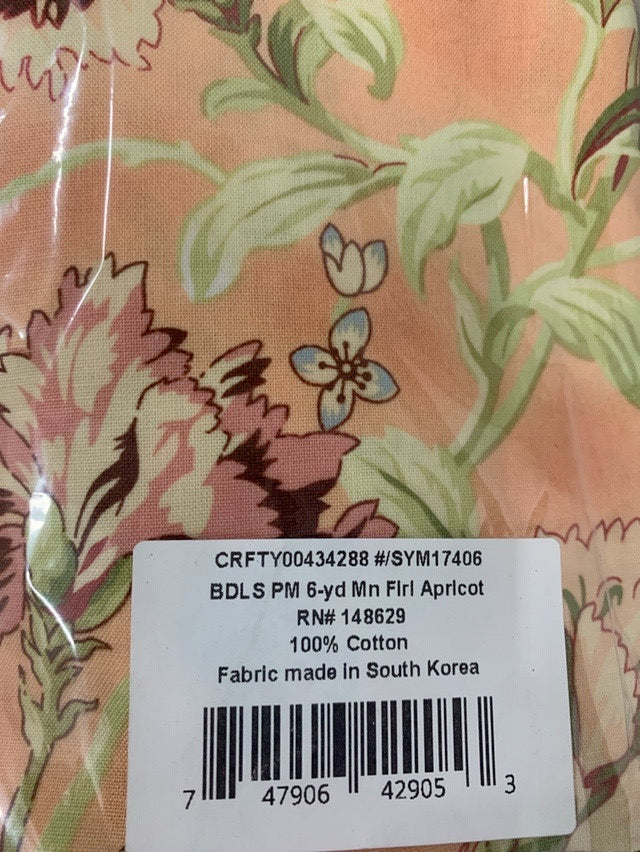 CRFTY00434288 #/SYM17406
BDLS PM 6-yd Mn Flrl Apricot
RN# 148629
100% Cotton
Fabric made in South Korea
7 47906 42905 3